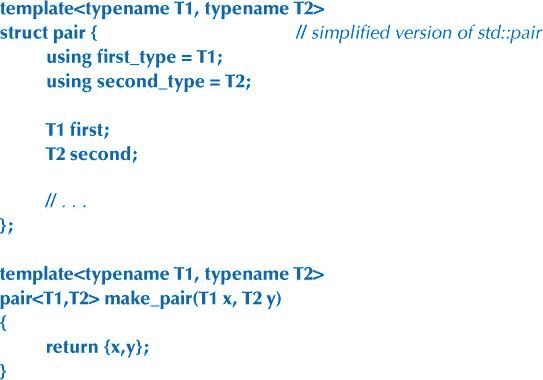 template<typename T1, typename T2>
struct pair { // simplified version of std::pair
using first_type = T1;
using second_type = T2;
T1 first;
T2 second;
// . . .
};
template<typename T1, typename T2>
pair<T1,T2> make_pair(T1 x, T2 y)
{
return {x,y};
}